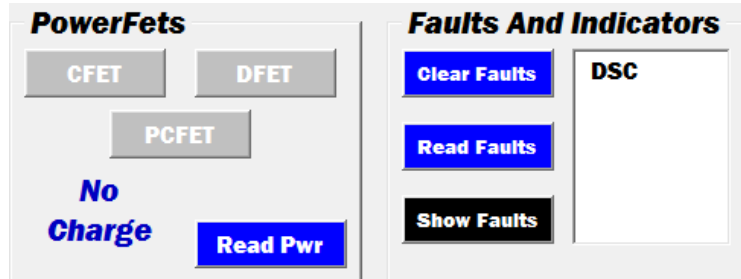 PowerFets
CFET
DFET
PCFET
No
Charge
Read Pwr
Faults And Indicators
Clear Faults
Read Faults
Show Faults
DSC